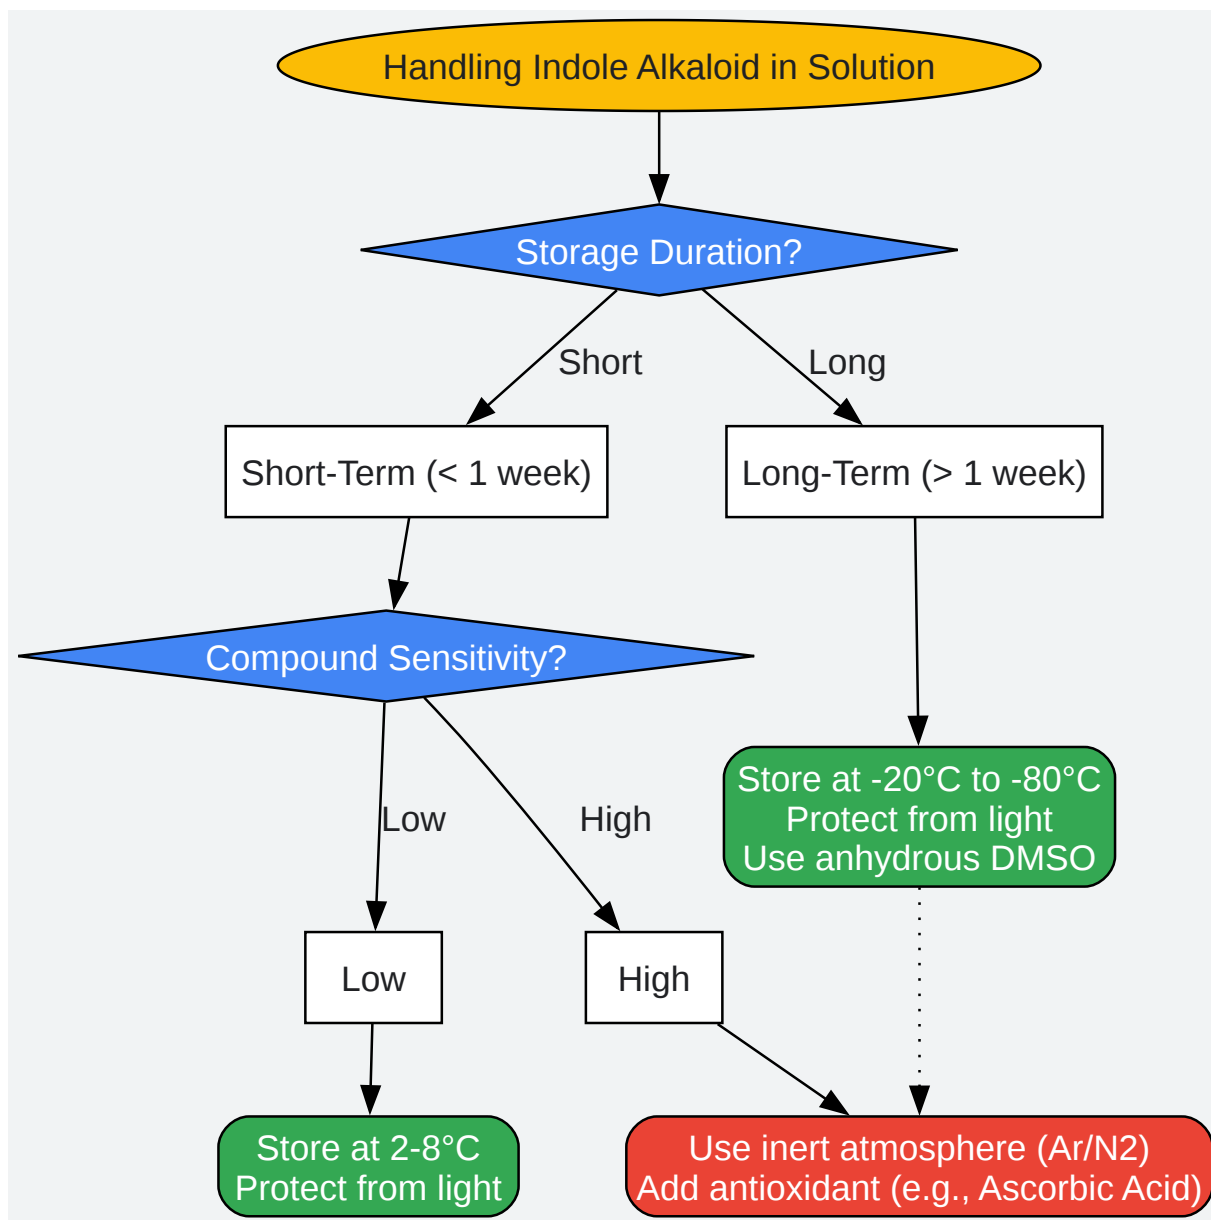 Handling Indole Alkaloid in Solution
Storage Duration?
Short
Long
Short-Term (< 1 week)
Long-Term (> 1 week)
Compound Sensitivity?
Store at -20°C to -80°C
Protect from light
Use anhydrous DMSO
Low
High
Low
High
Store at 2-8°C
Protect from light
Use inert atmosphere (Ar/N2)
Add antioxidant (e.g., Ascorbic Acid)